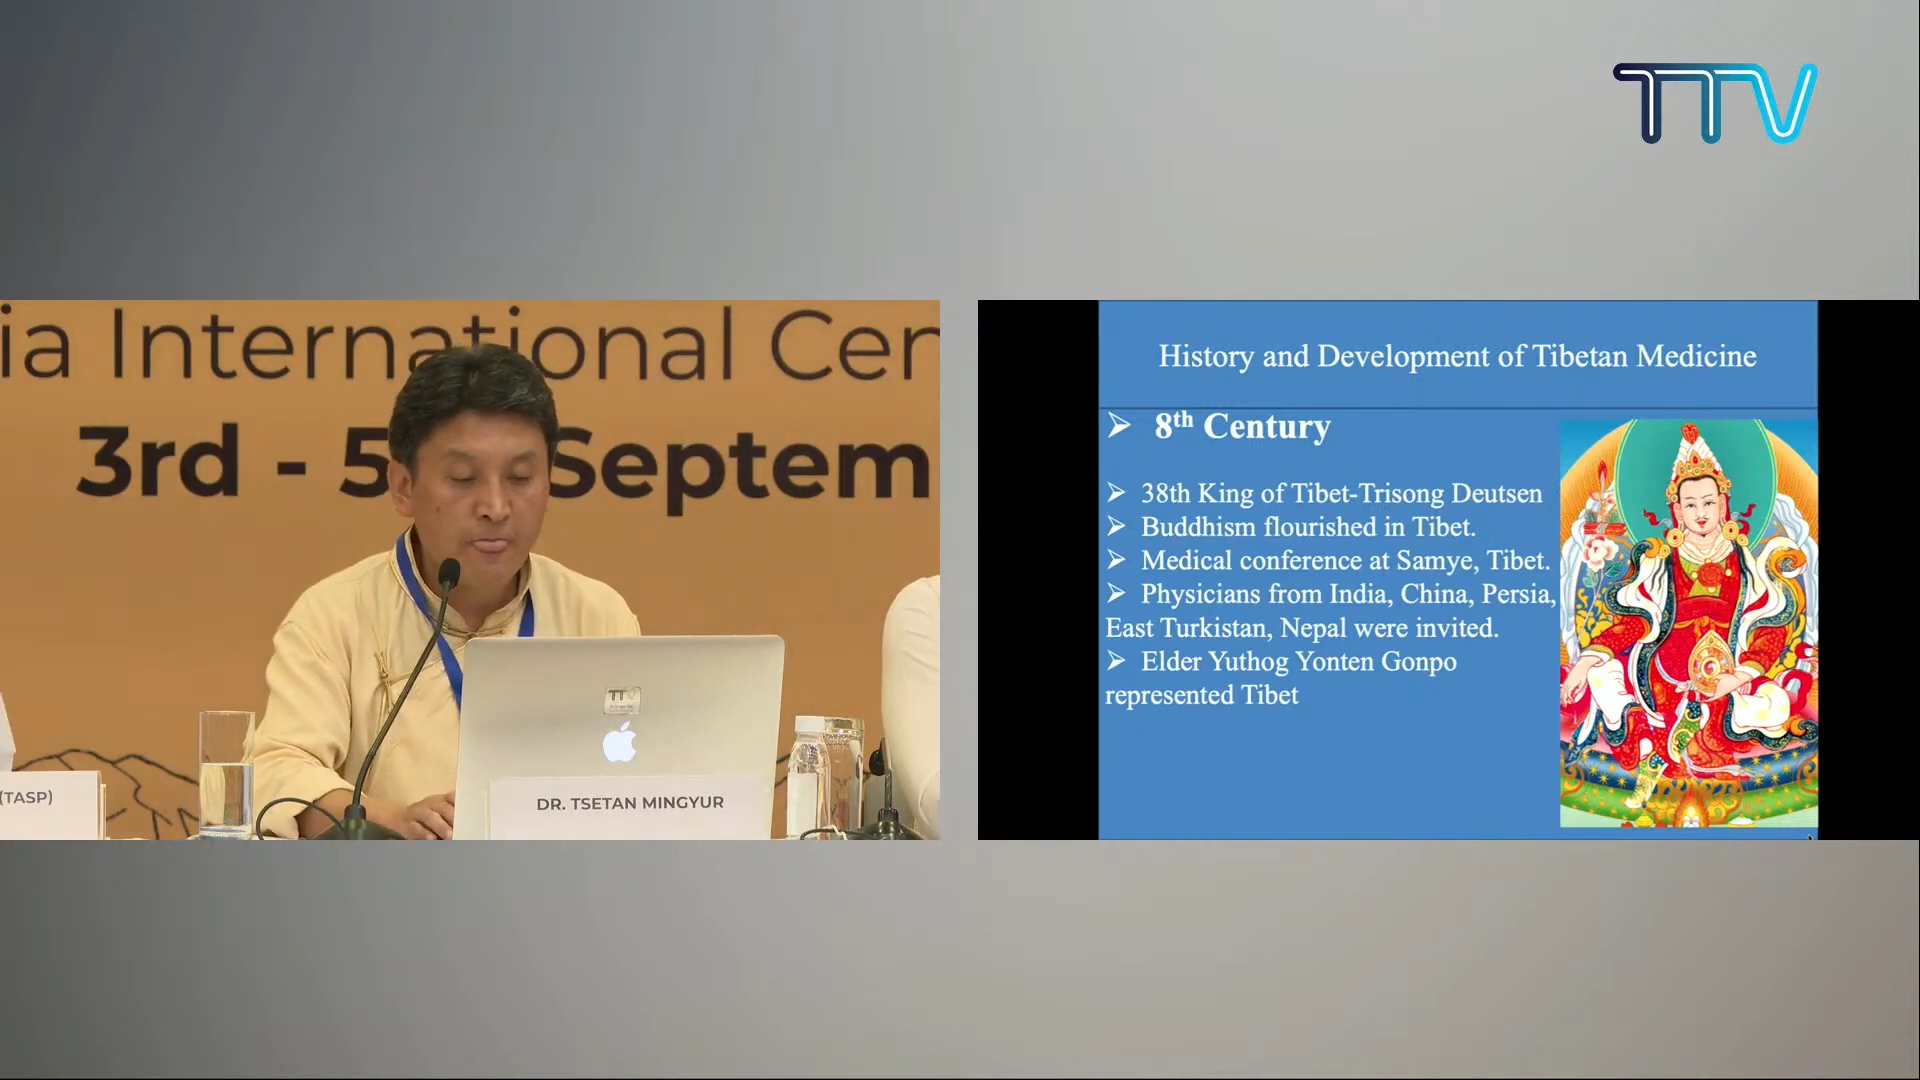 TTV
ia International Cen
3rd - 5 Septem
(TASP)
TTV
DR. TSETAN MINGYUR
History and Development of Tibetan Medicine
➢ 8th Century
➢ 38th King of Tibet-Trisong Deutsen
➢ Buddhism flourished in Tibet.
➢ Medical conference at Samye, Tibet.
➢ Physicians from India, China, Persia,
East Turkistan, Nepal were invited.
➢ Elder Yuthog Yonten Gonpo
represented Tibet